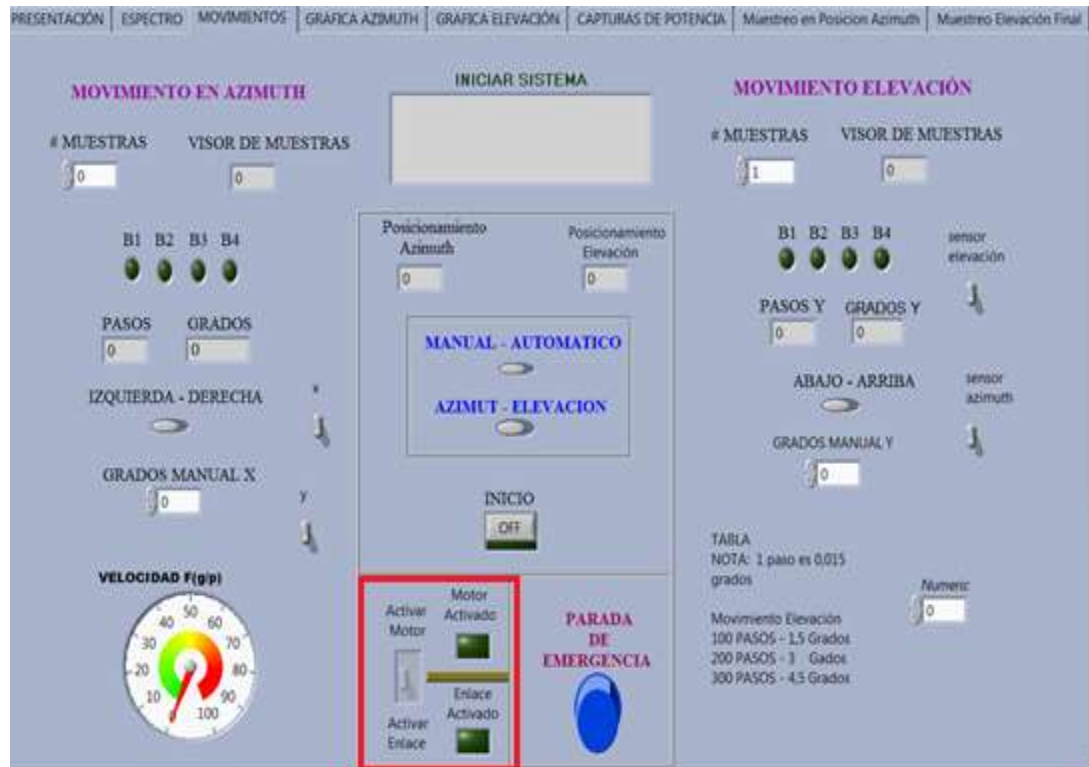 PRESENTACIÓN ESPECTRO MOVIMIENTOS GRAFICA AZIMUTH GRAFICA ELEVACIÓN CAPTURAS DE POTENCIA Muestreo en Posicion Azimuth Muestreo Elevación Final
MOVIMIENTO EN AZIMUTH
# MUESTRAS VISOR DE MUESTRAS
0 0
B1 B2 B3 B4
PASOS GRADOS
0 0
IZQUIERDA - DERECHA
x
GRADOS MANUAL X
0
y
VELOCIDAD F(g/p)
0 10 20 30 40 50 60 70 80 90 100
INICIAR SISTEMA
Posicionamiento
Azimuth
0
Posicionamiento
Elevación
0
MANUAL - AUTOMATICO
AZIMUT - ELEVACION
INICIO
OFF
Activar
Motor
Motor
Activado
Enlace
Activado
Activar
Enlace
PARADA
DE
EMERGENCIA
MOVIMIENTO ELEVACIÓN
# MUESTRAS VISOR DE MUESTRAS
1 0
B1 B2 B3 B4
sensor
elevación
PASOS Y GRADOS Y
0 0
ABAJO - ARRIBA
sensor
azimuth
GRADOS MANUAL Y
0
TABLA
NOTA: 1 paso es 0,015
grados
Movimiento Elevación
100 PASOS - 1,5 Grados
200 PASOS - 3 Gados
300 PASOS - 4,5 Grados
Numeric
0